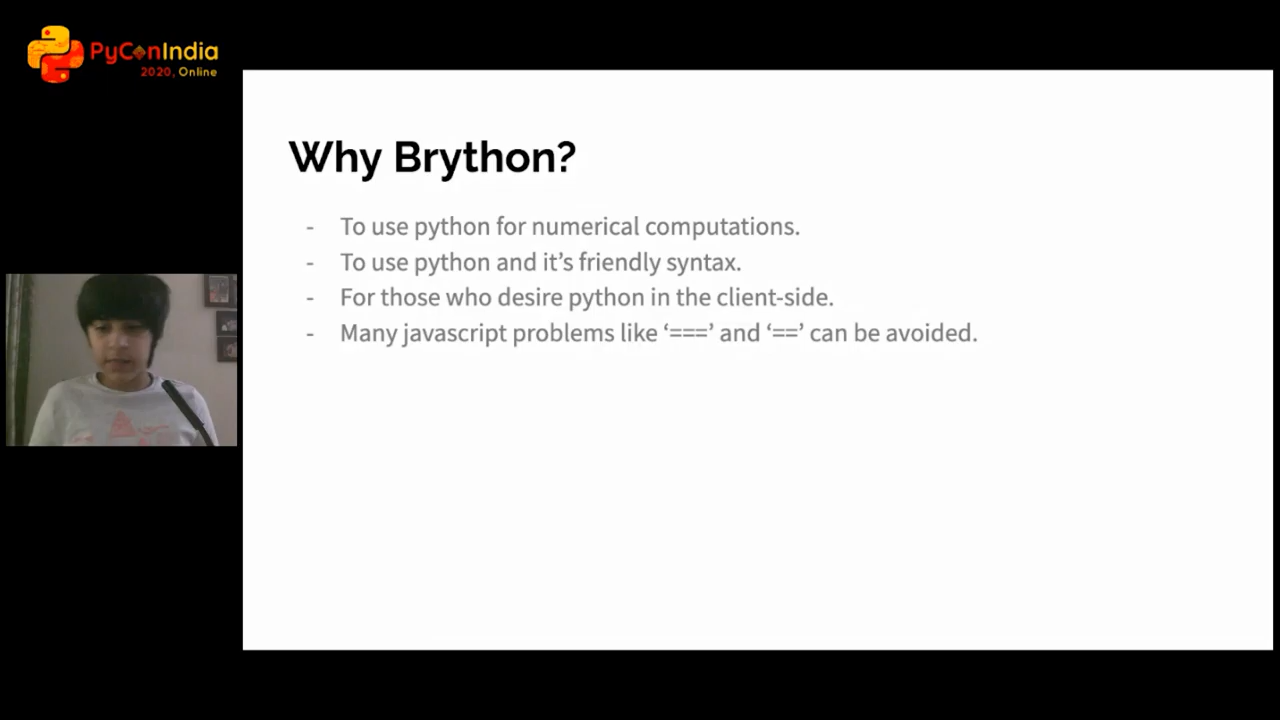 PyConIndia
2020, Online
Why Brython?
- To use python for numerical computations.
- To use python and it’s friendly syntax.
- For those who desire python in the client-side.
- Many javascript problems like ‘===’ and ‘==’ can be avoided.